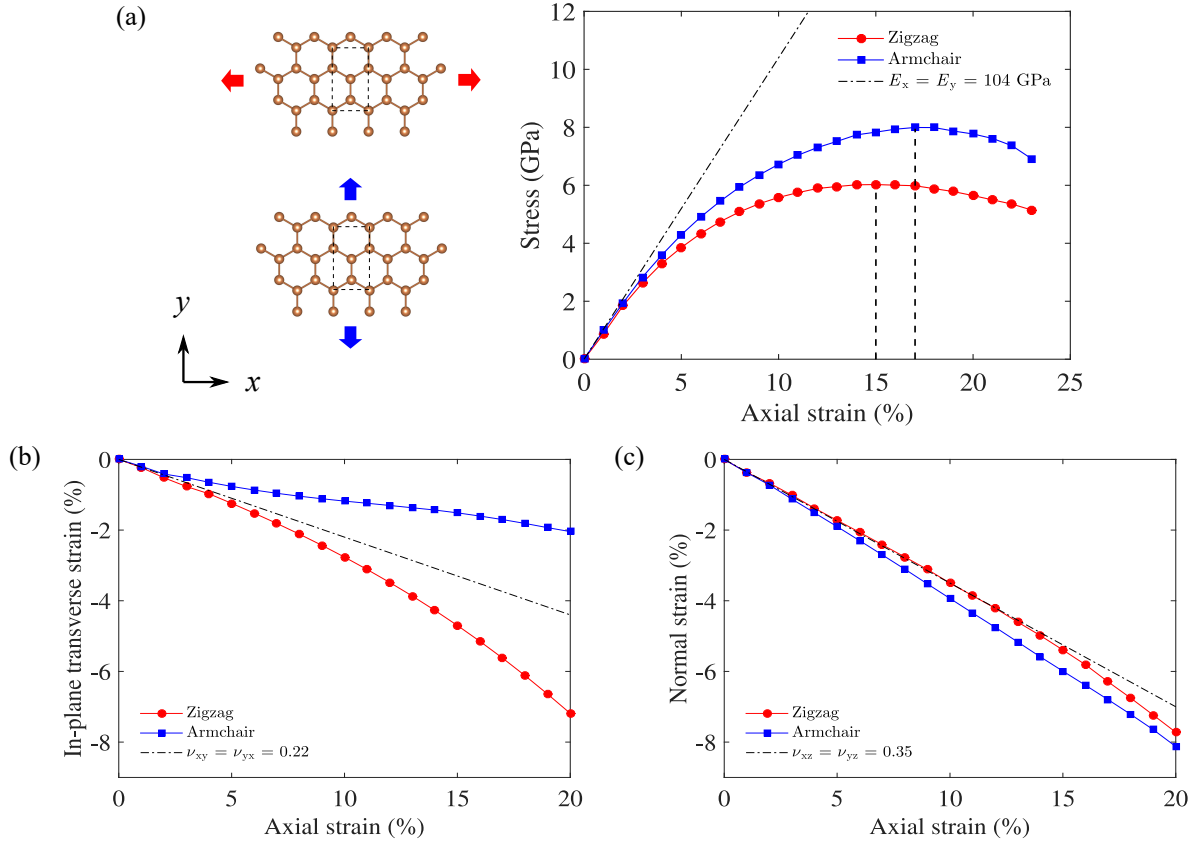 (a)
y
x
12
10
8
6
4
2
0
Stress (GPa)
Zigzag
Armchair
E_x = E_y = 104 GPa
0 5 10 15 20 25
Axial strain (%)
(b)
0
-2
-4
-6
-8
In-plane transverse strain (%)
Zigzag
Armchair
ν_xy = ν_yx = 0.22
0 5 10 15 20
Axial strain (%)
(c)
0
-2
-4
-6
-8
Normal strain (%)
Zigzag
Armchair
ν_xz = ν_yz = 0.35
0 5 10 15 20
Axial strain (%)